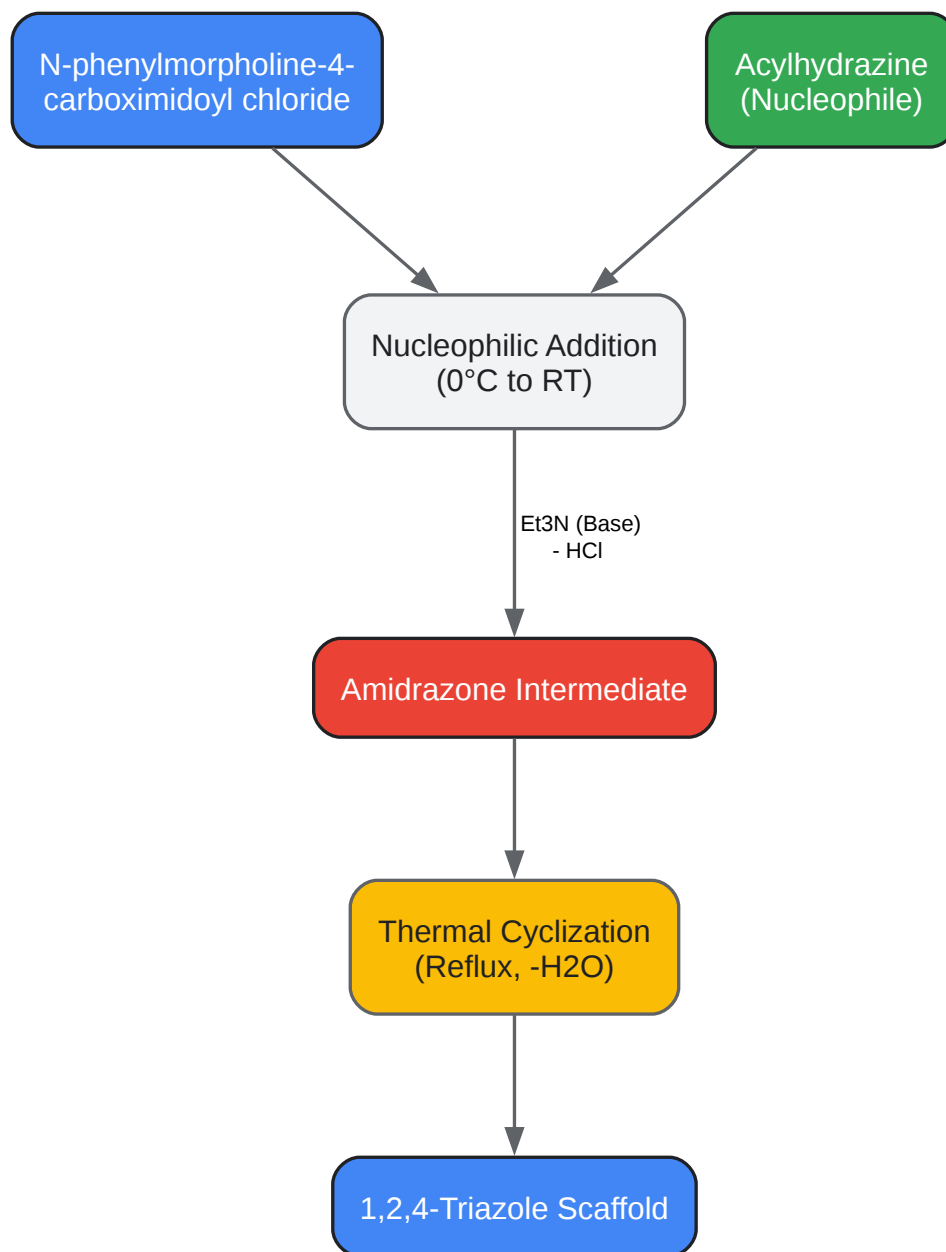 N-phenylmorpholine-4-
carboximidoyl chloride
Acylhydrazine
(Nucleophile)
Nucleophilic Addition
(0°C to RT)
Et3N (Base)
- HCl
Amidrazone Intermediate
Thermal Cyclization
(Reflux, -H2O)
1,2,4-Triazole Scaffold